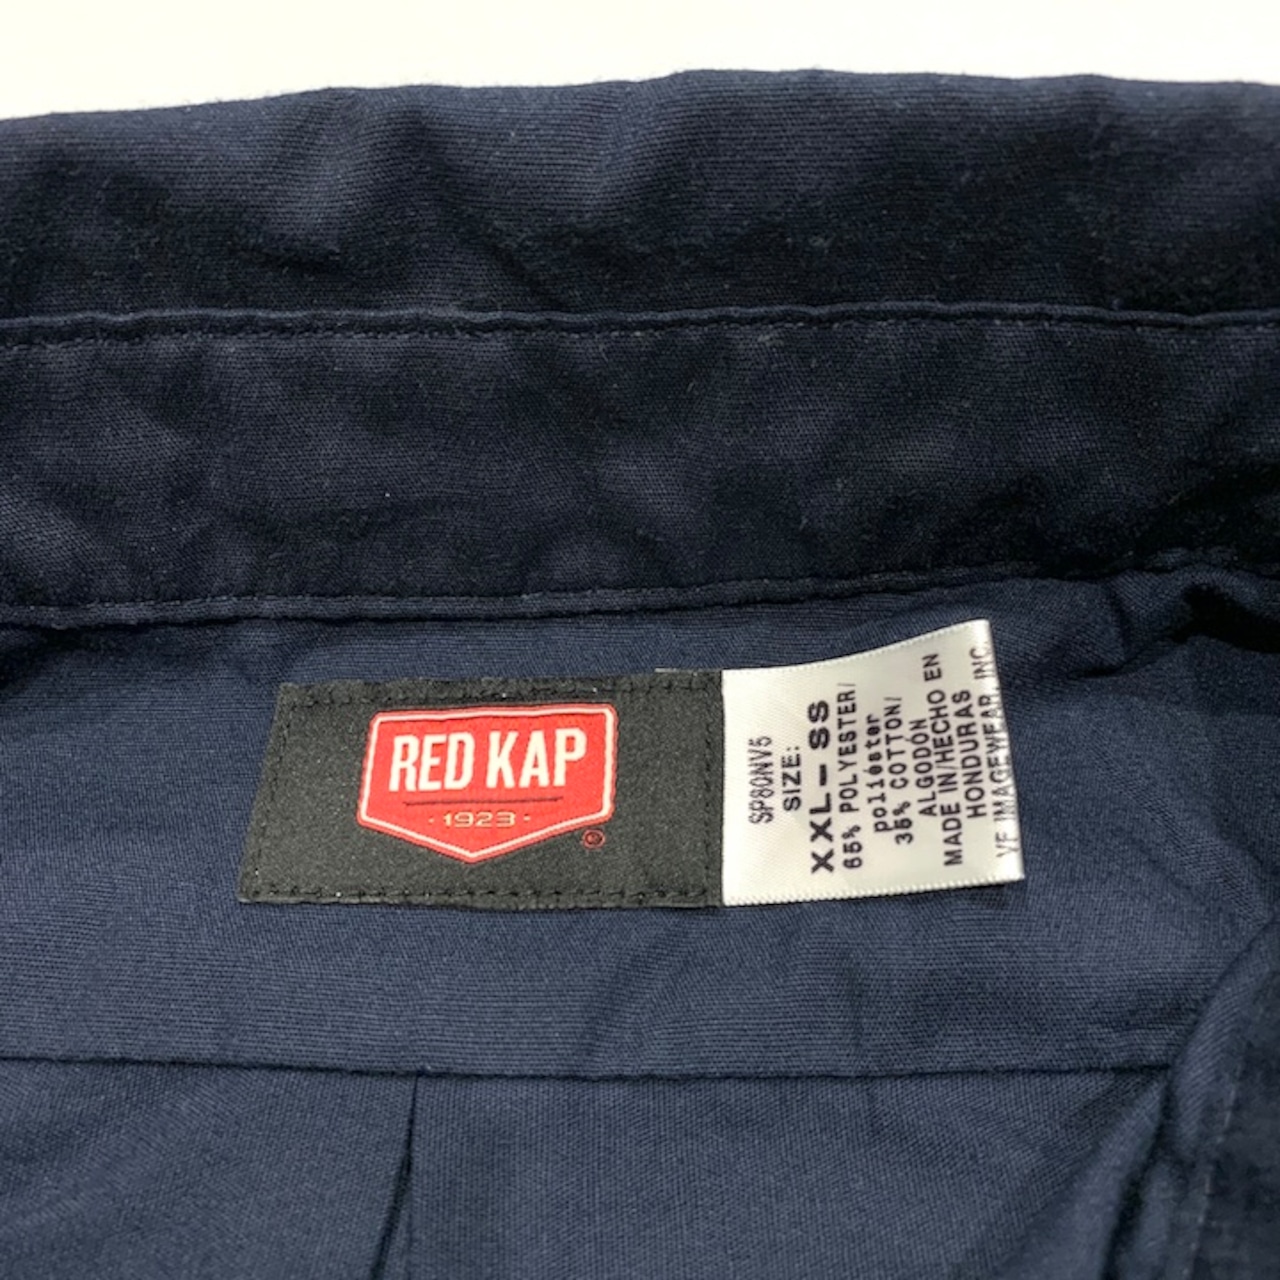 RED KAP
·1923·
®
SP80NV5
SIZE:
XXL-SS
65% POLYESTER/
poliéster
35% COTTON/
ALGODON
MADE IN/HECHO EN
HONDURAS
VF IMAGEWEAR, INC.